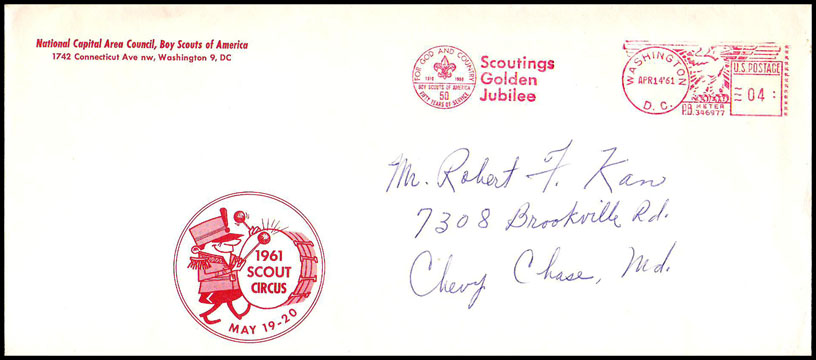 National Capital Area Council, Boy Scouts of America
1742 Connecticut Ave nw, Washington 9, DC
FOR GOD AND COUNTRY
1910 1960
BOY SCOUTS OF AMERICA
50
FIFTY YEARS OF SERVICE
Scoutings
Golden
Jubilee
WASHINGTON
APR14'61
D. C.
U.S. POSTAGE
04
P.B. METER
346977
Mr. Robert F. Kan
7308 Brookville Rd.
Chevy Chase, Md.
1961
SCOUT
CIRCUS
MAY 19-20